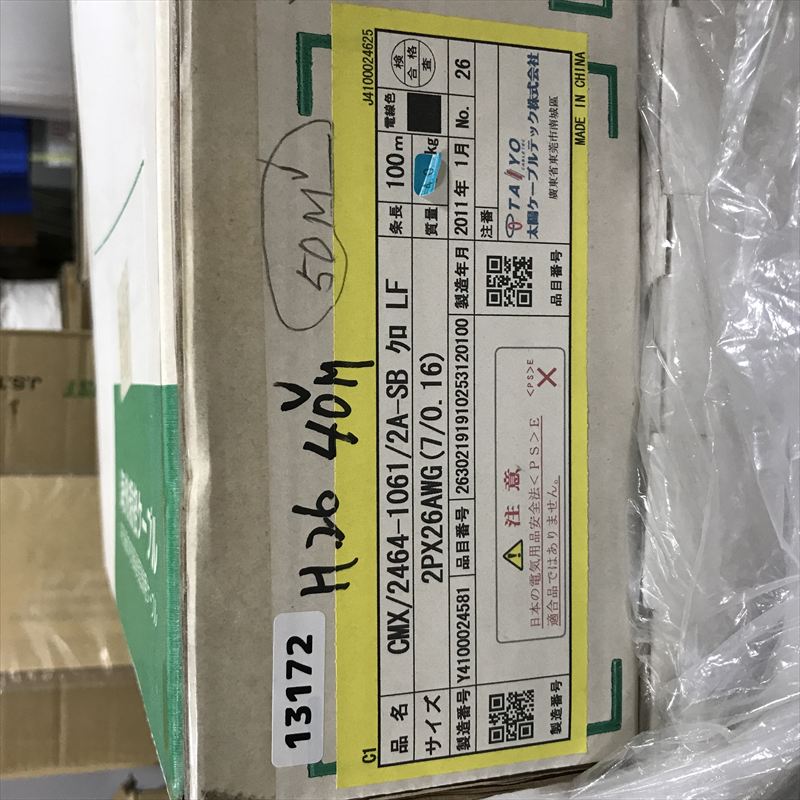 13172
H.26 40M
50M
C1
J4100024625
品名 CMX/2464-1061/2A-SB クロ LF
条長 100m
電線色
検査
合格
サイズ 2PX26AWG(7/0.16)
質量 kg
製造番号 Y4100024581 品目番号 26302191910253120100 製造年月 2011年 1月 No. 26
注番
注意
日本の電気用品安全法<PS>E
適合品ではありません。
<PS>E
TAIYO
太陽ケーブルテック株式会社
廣東省東莞市南城區
製造番号
品目番号
MADE IN CHINA